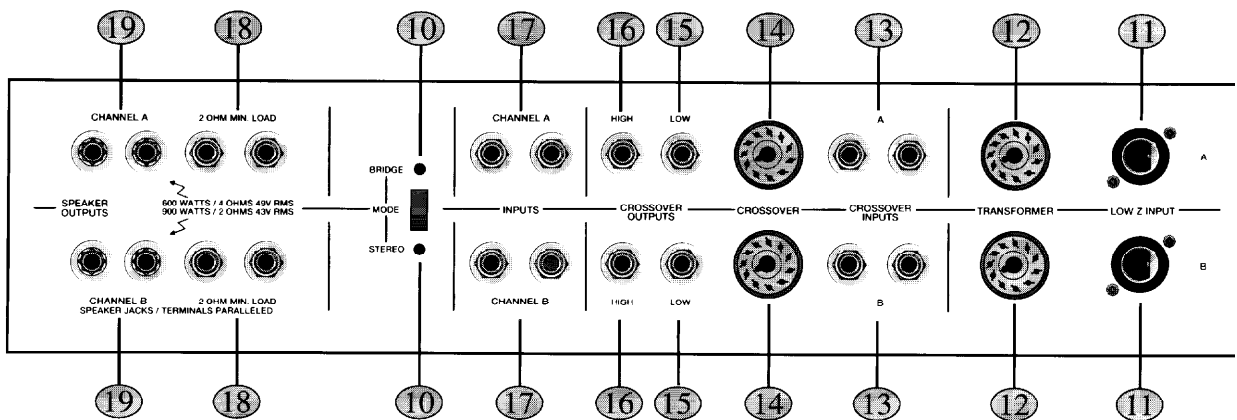 19 18 10 17 16 15 14 13 12 11
CHANNEL A 2 OHM MIN. LOAD CHANNEL A HIGH LOW A
BRIDGE A
SPEAKER OUTPUTS
600 WATTS / 4 OHMS 49V RMS
900 WATTS / 2 OHMS 43V RMS
MODE INPUTS CROSSOVER OUTPUTS CROSSOVER CROSSOVER INPUTS TRANSFORMER LOW Z INPUT
STEREO B
CHANNEL B 2 OHM MIN. LOAD CHANNEL B HIGH LOW B
SPEAKER JACKS / TERMINALS PARALLELED
19 18 10 17 16 15 14 13 12 11